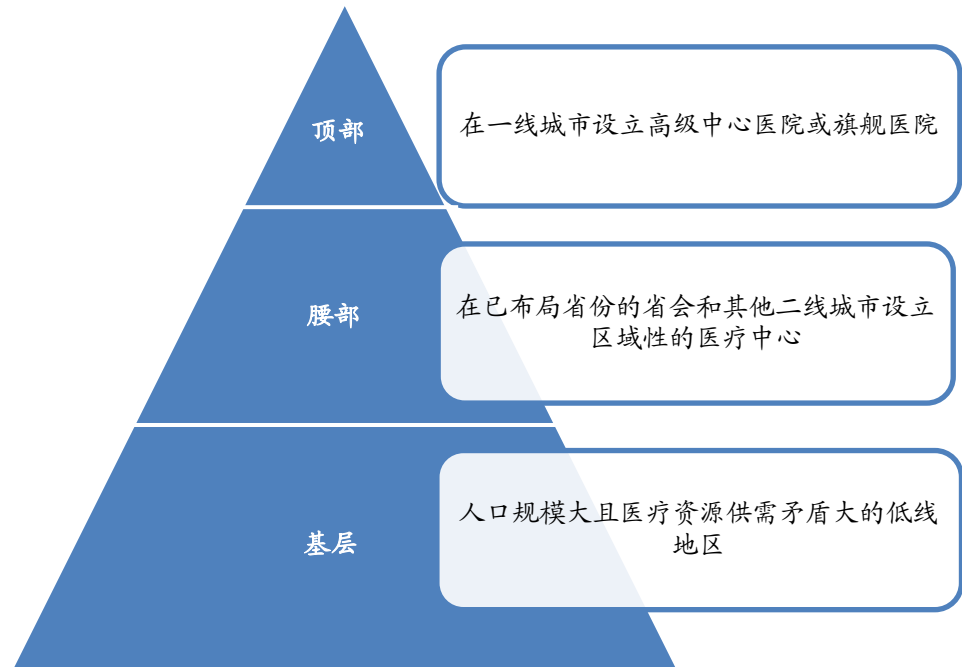 顶部
在一线城市设立高级中心医院或旗舰医院
腰部
在已布局省份的省会和其他二线城市设立
区域性的医疗中心
基层
人口规模大且医疗资源供需矛盾大的低线
地区